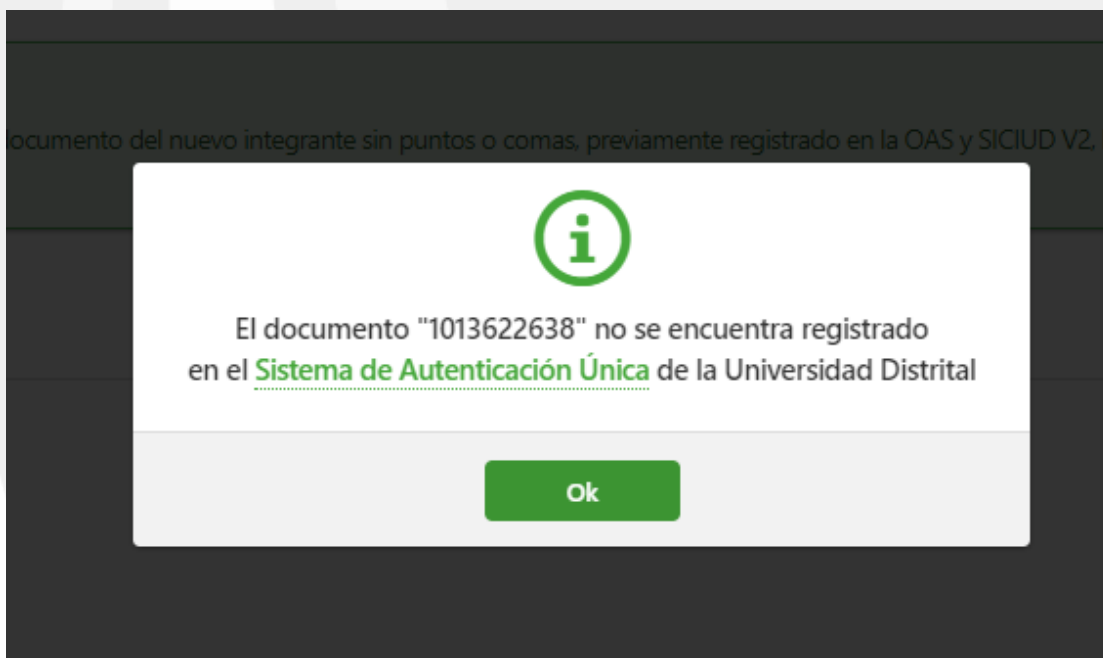 documento del nuevo integrante sin puntos o comas, previamente registrado en la OAS y SICIUD V2,
El documento "1013622638" no se encuentra registrado
en el Sistema de Autenticación Única de la Universidad Distrital
Ok